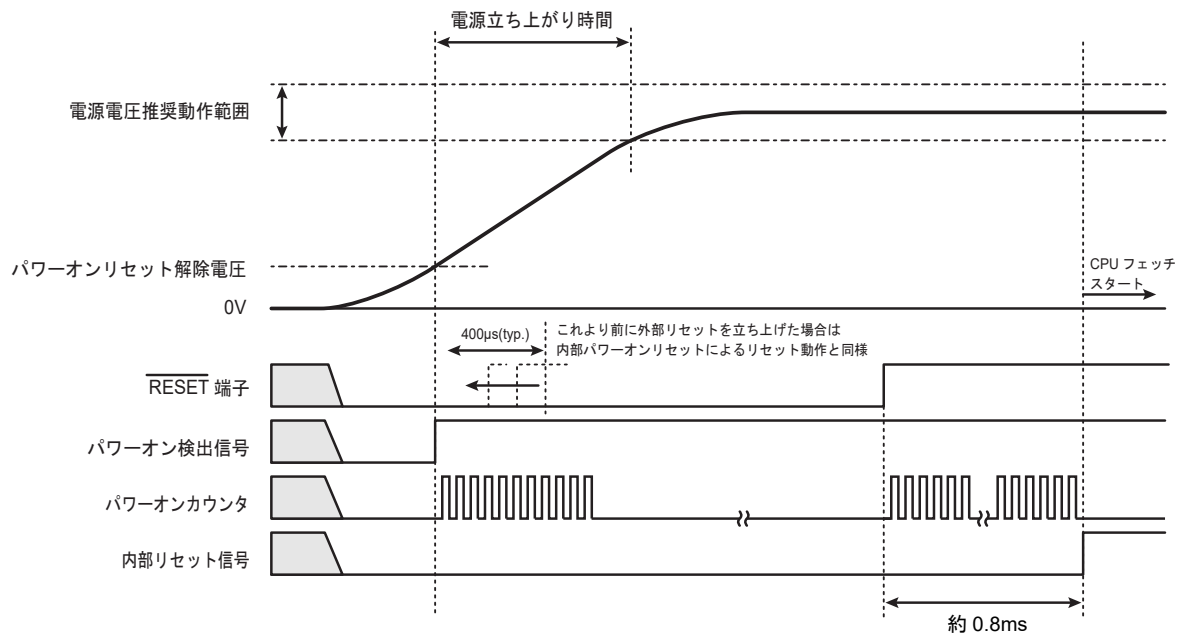 電源立ち上がり時間
電源電圧推奨動作範囲
パワーオンリセット解除電圧
0V
CPU フェッチ
スタート
400μs(typ.)
これより前に外部リセットを立ち上げた場合は
内部パワーオンリセットによるリセット動作と同様
RESET 端子
パワーオン検出信号
パワーオンカウンタ
内部リセット信号
約 0.8ms